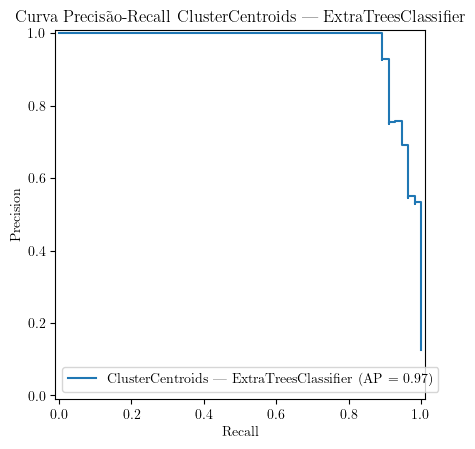 Curva Precisão-Recall ClusterCentroids — ExtraTreesClassifier
1.0
0.8
0.6
0.4
0.2
0.0
Precision
ClusterCentroids — ExtraTreesClassifier (AP = 0.97)
0.0 0.2 0.4 0.6 0.8 1.0
Recall